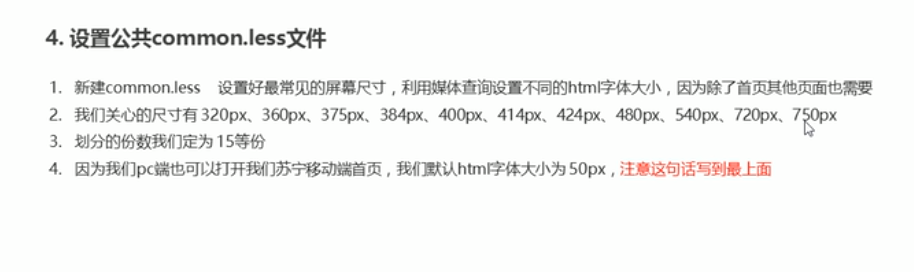 4. 设置公共common.less文件
1. 新建common.less 设置好最常见的屏幕尺寸，利用媒体查询设置不同的html字体大小，因为除了首页其他页面也需要
2. 我们关心的尺寸有 320px、360px、375px、384px、400px、414px、424px、480px、540px、720px、750px
3. 划分的份数我们定为 15等份
4. 因为我们pc端也可以打开我们苏宁移动端首页，我们默认html字体大小为 50px，注意这句话写到最上面